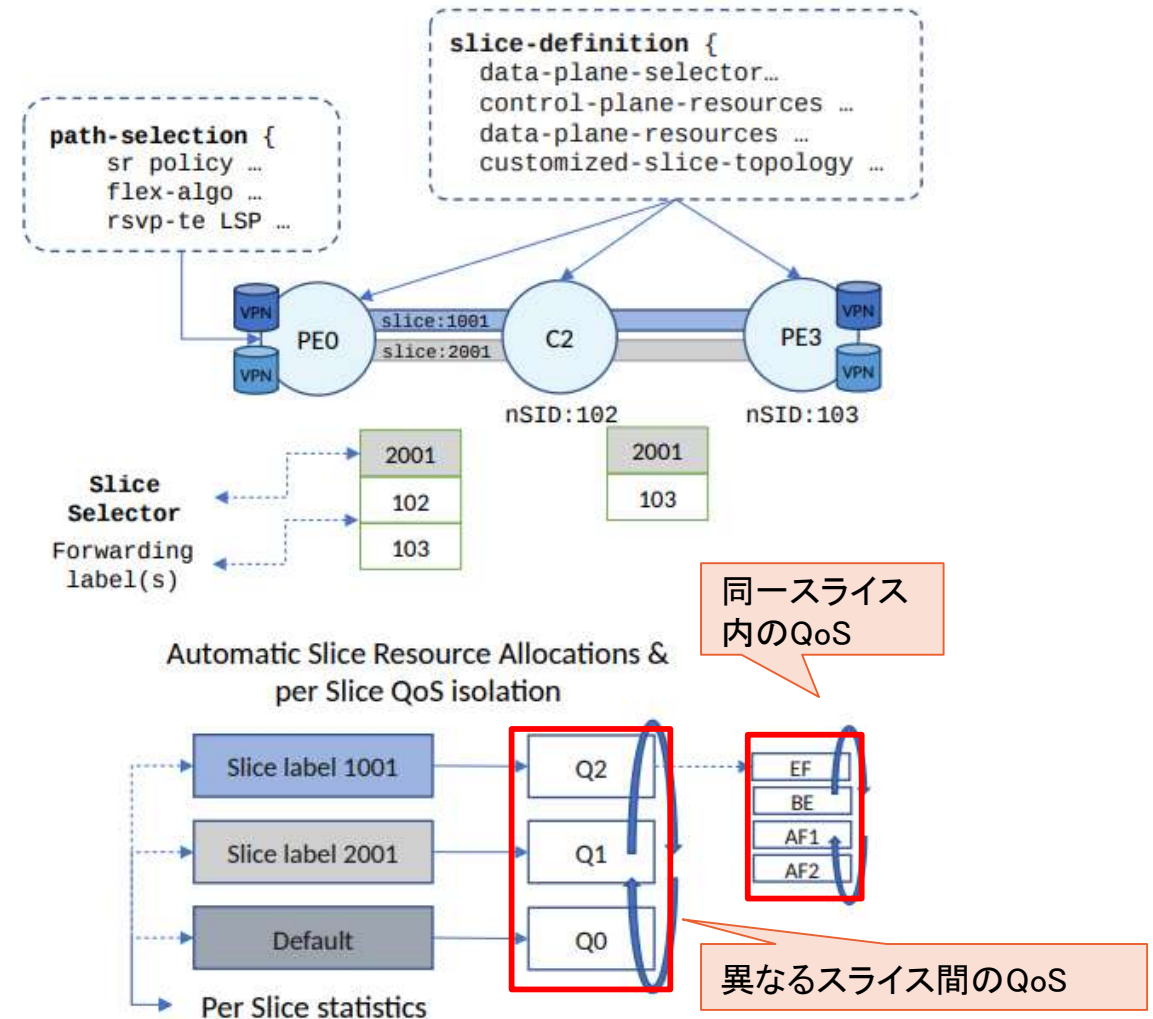 slice-definition {
data-plane-selector…
control-plane-resources …
data-plane-resources …
customized-slice-topology …
path-selection {
sr policy …
flex-algo …
rsvp-te LSP …
VPN
VPN
PE0
slice:1001
slice:2001
C2
PE3
VPN
VPN
nSID:102
nSID:103
Slice
Selector
Forwarding
label(s)
2001
102
103
2001
103
同一スライス
内のQoS
Automatic Slice Resource Allocations &
per Slice QoS isolation
Slice label 1001
Q2
Slice label 2001
Q1
Default
Q0
EF
BE
AF1
AF2
異なるスライス間のQoS
Per Slice statistics